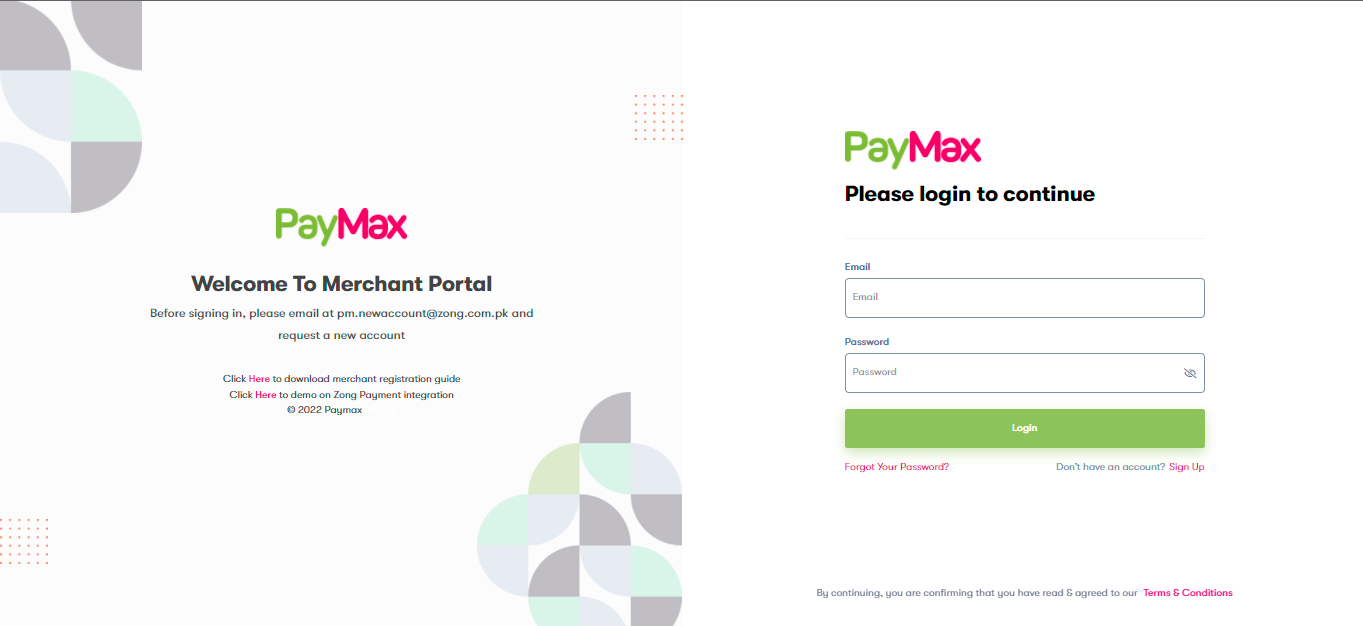 PayMax
Welcome To Merchant Portal
Before signing in, please email at pm.newaccount@zong.com.pk and
request a new account
Click Here to download merchant registration guide
Click Here to demo on Zong Payment integration
© 2022 Paymax
PayMax
Please login to continue
Email
Email
Password
Password
Login
Forgot Your Password? Don't have an account? Sign Up
By continuing, you are confirming that you have read & agreed to our Terms & Conditions